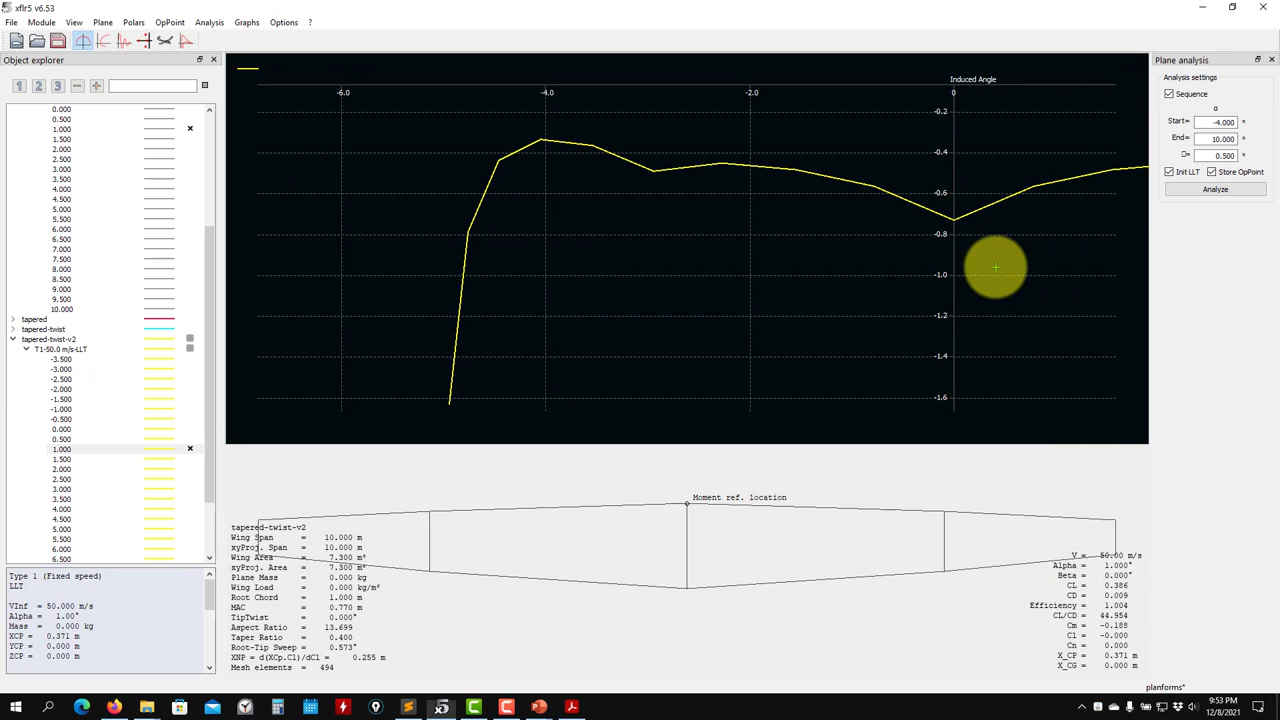 xflr5 v6.53
File Module View Plane Polars OpPoint Analysis Graphs Options ?
Object explorer
1 2 3
0.000
0.500
1.000
1.500
2.000
2.500
3.000
3.500
4.000
4.500
5.000
5.500
6.000
6.500
7.000
7.500
8.000
8.500
9.000
9.500
10.000
tapered
tapered-twist
tapered-twist-v2
T1-50.0 m/s-LLT
-3.500
-3.000
-2.500
-2.000
-1.500
-1.000
-0.500
0.000
0.500
1.000
1.500
2.000
2.500
3.000
3.500
4.000
4.500
5.000
5.500
6.000
6.500
Type 1 (Fixed speed)
LLT
VInf = 50.000 m/s
Alpha = 1.00°
Mass = 0.000 kg
XCP = 0.371 m
YCP = 0.000 m
ZCP = 0.000 m
Induced Angle
-6.0 -4.0 -2.0 0
-0.2
-0.4
-0.6
-0.8
-1.0
-1.2
-1.4
-1.6
Moment ref. location
tapered-twist-v2
Wing Span = 10.000 m
xyProj. Span = 10.000 m
Wing Area = 7.300 m²
xyProj. Area = 7.300 m²
Plane Mass = 0.000 kg
Wing Load = 0.000 kg/m²
Root Chord = 1.000 m
MAC = 0.770 m
TipTwist = 0.000°
Aspect Ratio = 13.699
Taper Ratio = 0.400
Root-Tip Sweep = 0.573°
XNP = d(XCp.Cl)/dCl = 0.255 m
Mesh elements = 494
V = 50.00 m/s
Alpha = 1.000°
Beta = 0.000°
CL = 0.386
CD = 0.009
Efficiency = 1.004
CL/CD = 44.954
Cm = -0.188
Cl = -0.000
Cn = 0.000
X_CP = 0.371 m
X_CG = 0.000 m
Plane analysis
Analysis settings
Sequence
α
Start= -4.000 °
End= 10.000 °
= 0.500 °
Init LLT Store OpPoint
Analyze
planforms*
9:53 PM
12/8/2021